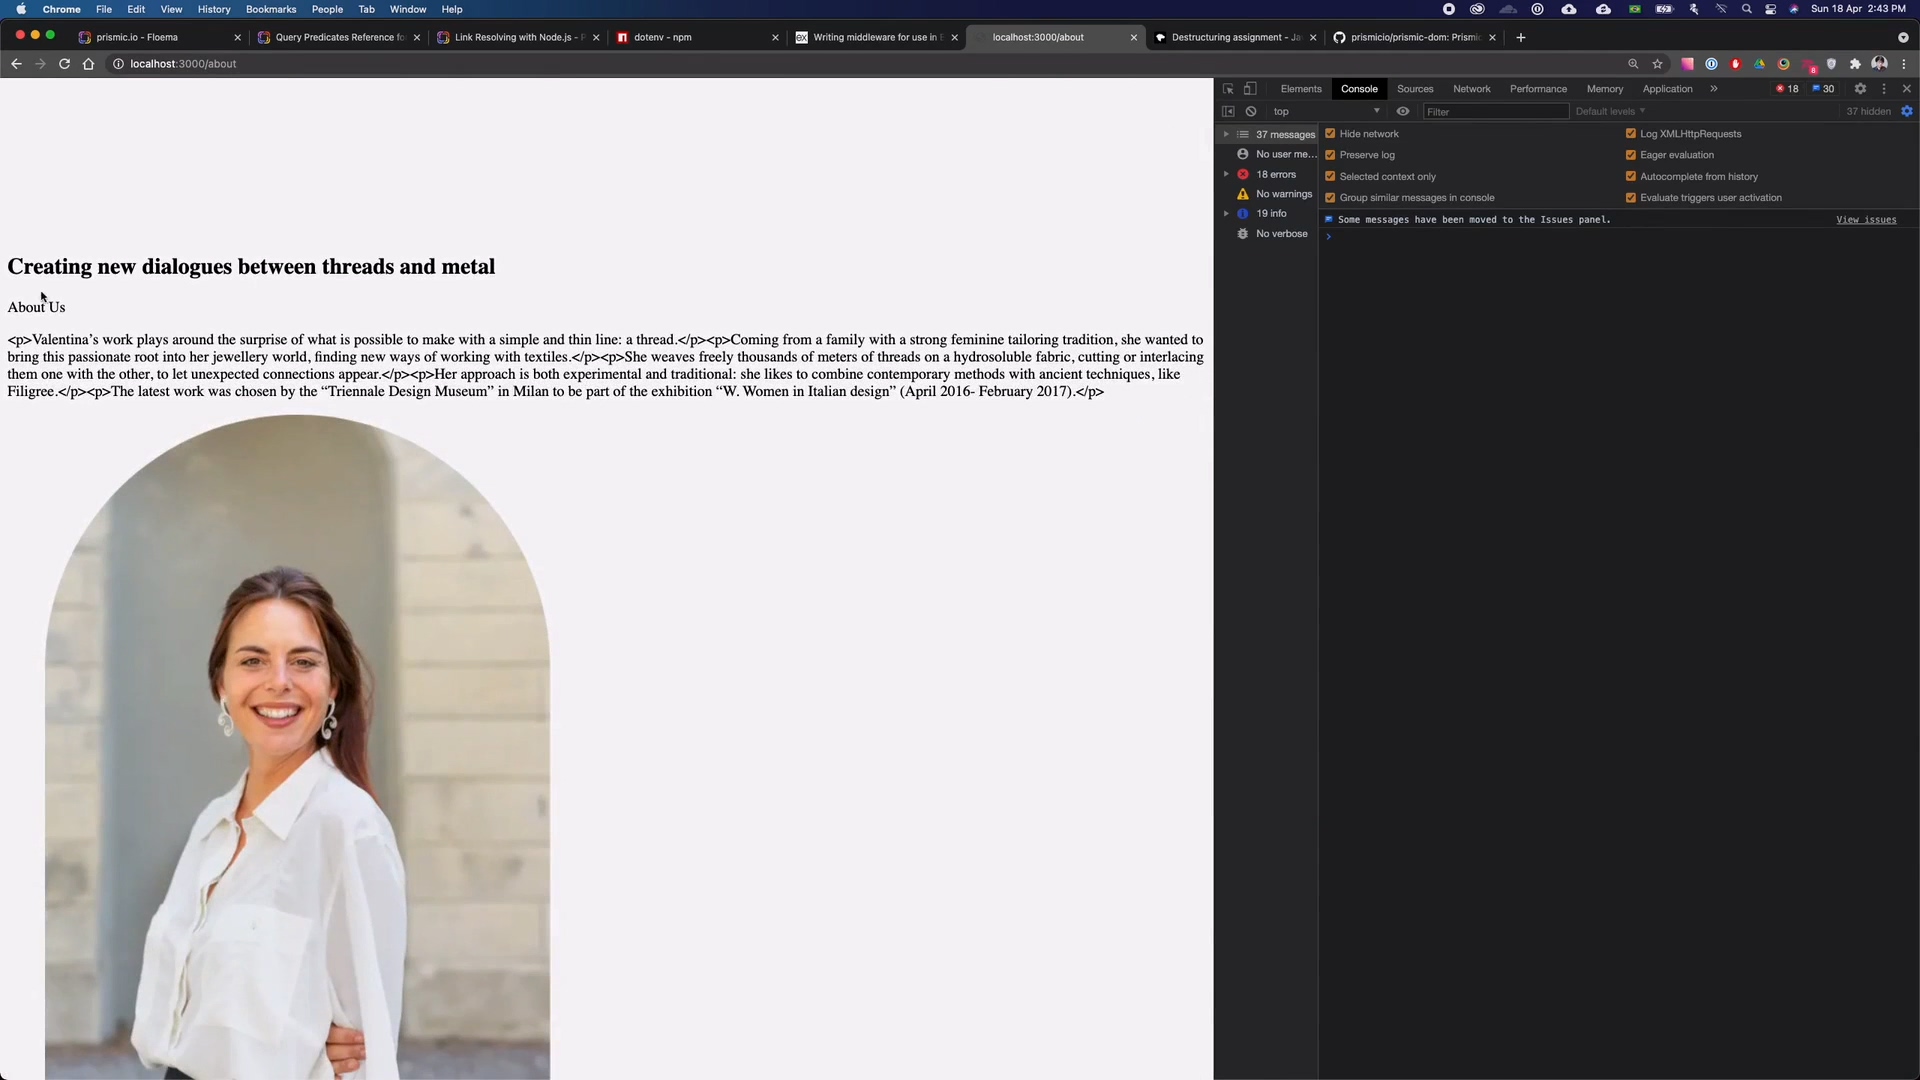 Chrome File Edit View History Bookmarks People Tab Window Help Sun 18 Apr 2:43 PM
prismic.io - Floema Query Predicates Reference fo Link Resolving with Node.js - P dotenv - npm Writing middleware for use in E localhost:3000/about Destructuring assignment - Ja prismicio/prismic-dom: Prismic
localhost:3000/about
Elements Console Sources Network Performance Memory Application 18 30
top Filter Default levels 37 hidden
37 messages
No user me...
18 errors
No warnings
19 info
No verbose
Hide network Log XMLHttpRequests
Preserve log Eager evaluation
Selected context only Autocomplete from history
Group similar messages in console Evaluate triggers user activation
Some messages have been moved to the Issues panel. View issues
Creating new dialogues between threads and metal
About Us
<p>Valentina’s work plays around the surprise of what is possible to make with a simple and thin line: a thread.</p><p>Coming from a family with a strong feminine tailoring tradition, she wanted to
bring this passionate root into her jewellery world, finding new ways of working with textiles.</p><p>She weaves freely thousands of meters of threads on a hydrosoluble fabric, cutting or interlacing
them one with the other, to let unexpected connections appear.</p><p>Her approach is both experimental and traditional: she likes to combine contemporary methods with ancient techniques, like
Filigree.</p><p>The latest work was chosen by the “Triennale Design Museum” in Milan to be part of the exhibition “W. Women in Italian design” (April 2016- February 2017).</p>